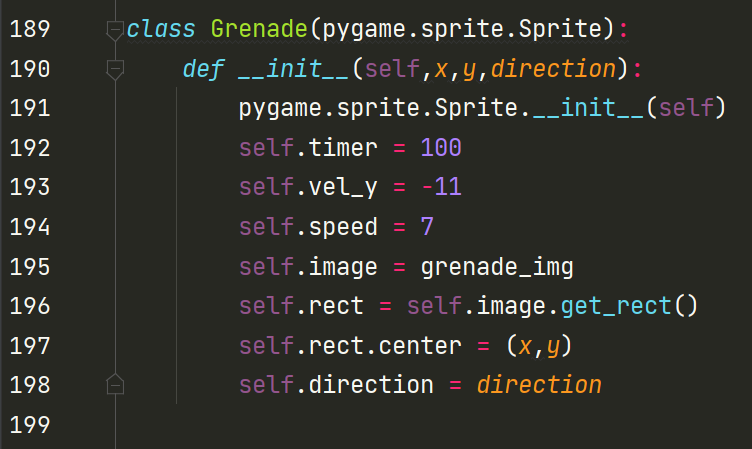 189 class Grenade(pygame.sprite.Sprite):
190     def __init__(self,x,y,direction):
191         pygame.sprite.Sprite.__init__(self)
192         self.timer = 100
193         self.vel_y = -11
194         self.speed = 7
195         self.image = grenade_img
196         self.rect = self.image.get_rect()
197         self.rect.center = (x,y)
198         self.direction = direction
199